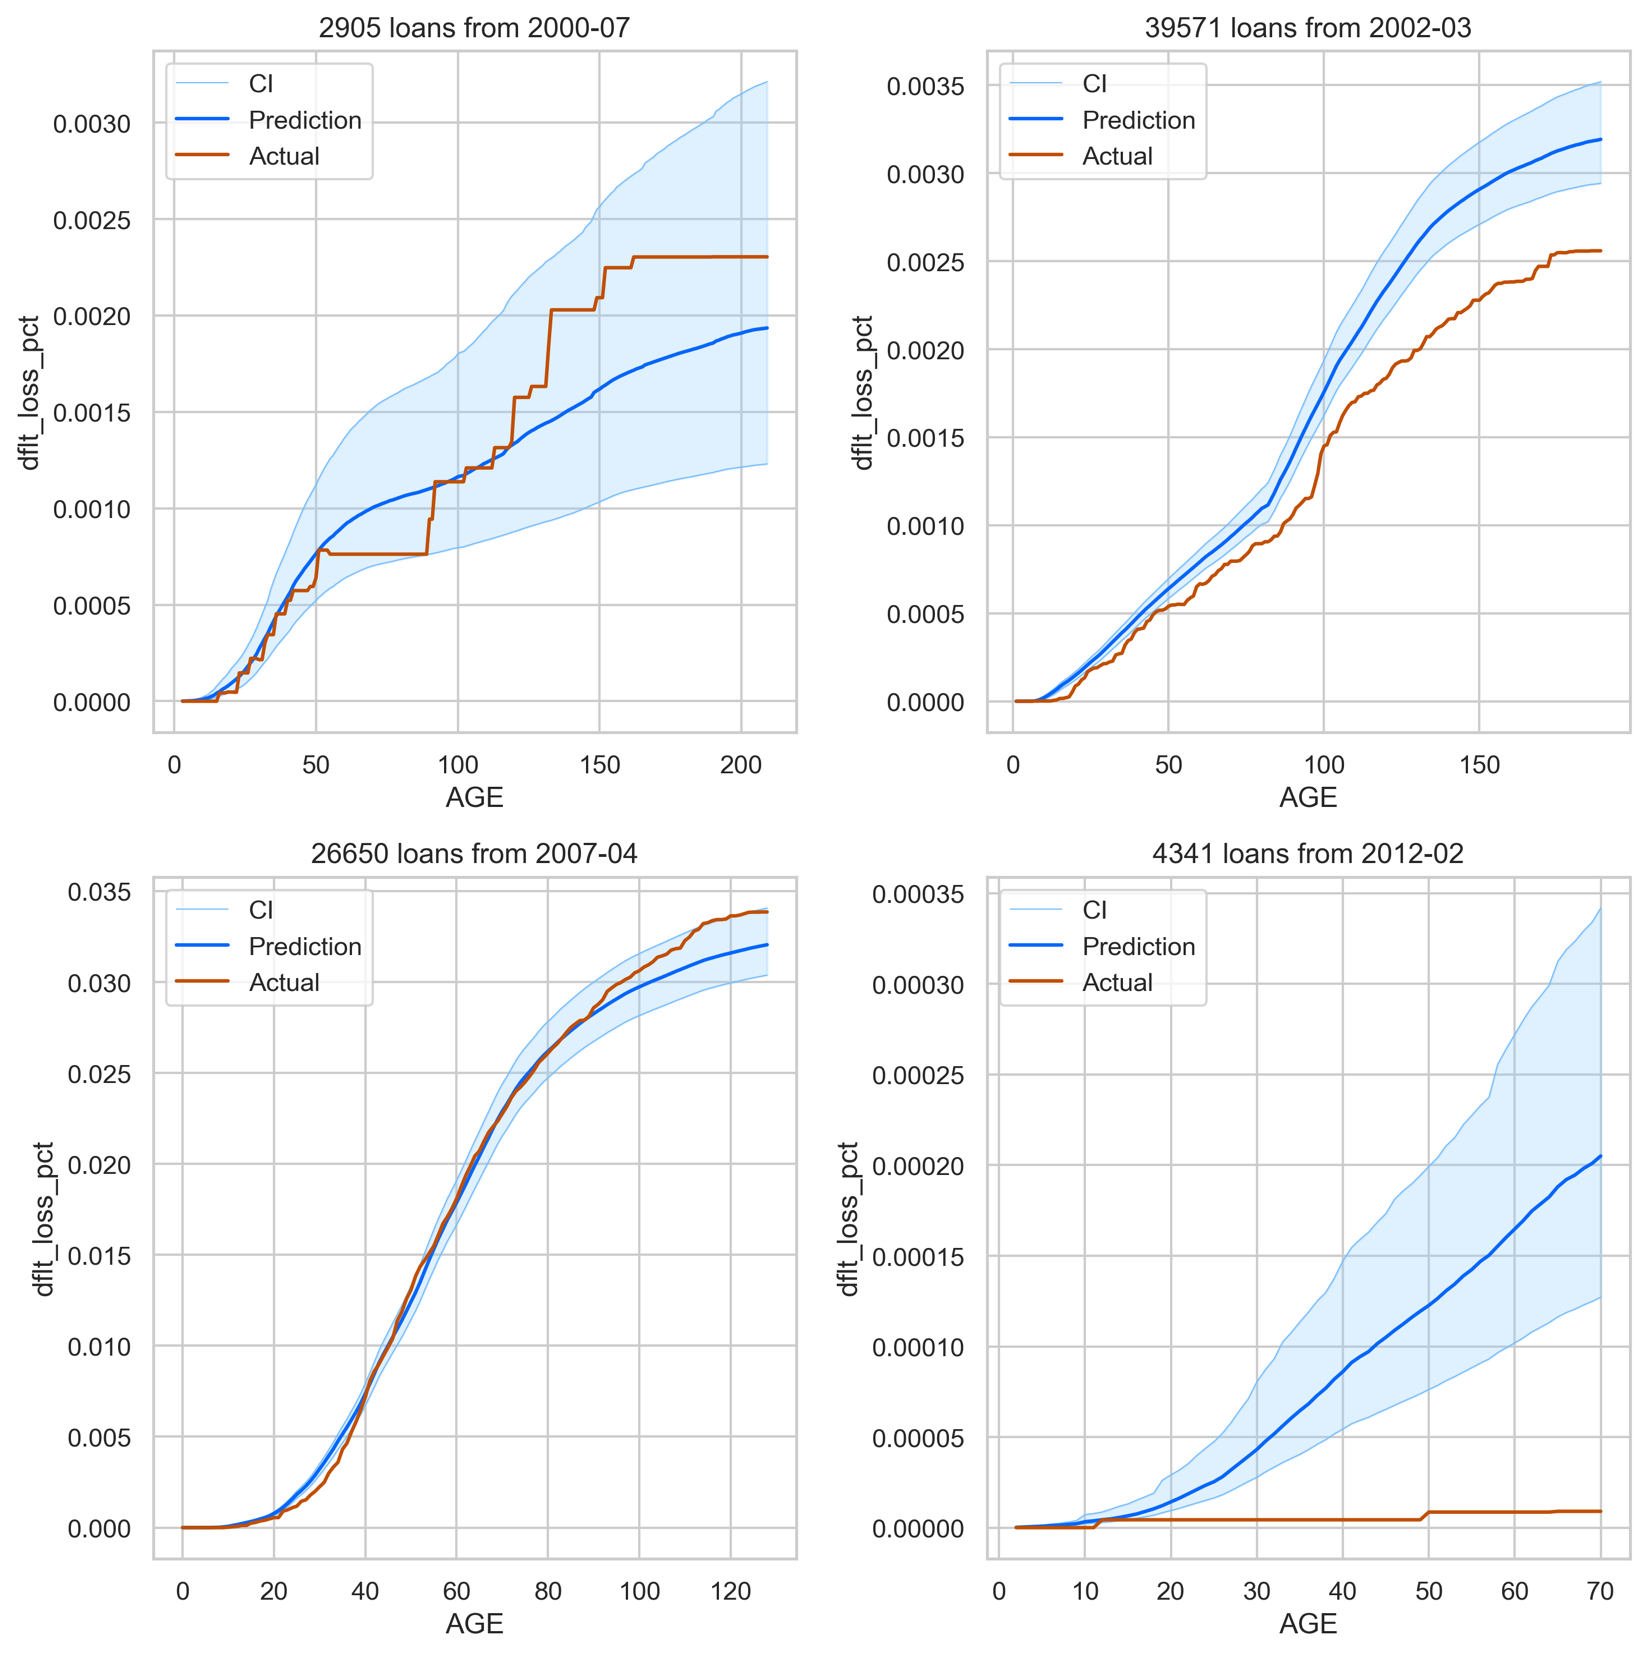 2905 loans from 2000-07
CI
Prediction
Actual
0.0030
0.0025
0.0020
0.0015
0.0010
0.0005
0.0000
dflt_loss_pct
0 50 100 150 200
AGE
39571 loans from 2002-03
CI
Prediction
Actual
0.0035
0.0030
0.0025
0.0020
0.0015
0.0010
0.0005
0.0000
dflt_loss_pct
0 50 100 150
AGE
26650 loans from 2007-04
CI
Prediction
Actual
0.035
0.030
0.025
0.020
0.015
0.010
0.005
0.000
dflt_loss_pct
0 20 40 60 80 100 120
AGE
4341 loans from 2012-02
CI
Prediction
Actual
0.00035
0.00030
0.00025
0.00020
0.00015
0.00010
0.00005
0.00000
dflt_loss_pct
0 10 20 30 40 50 60 70
AGE